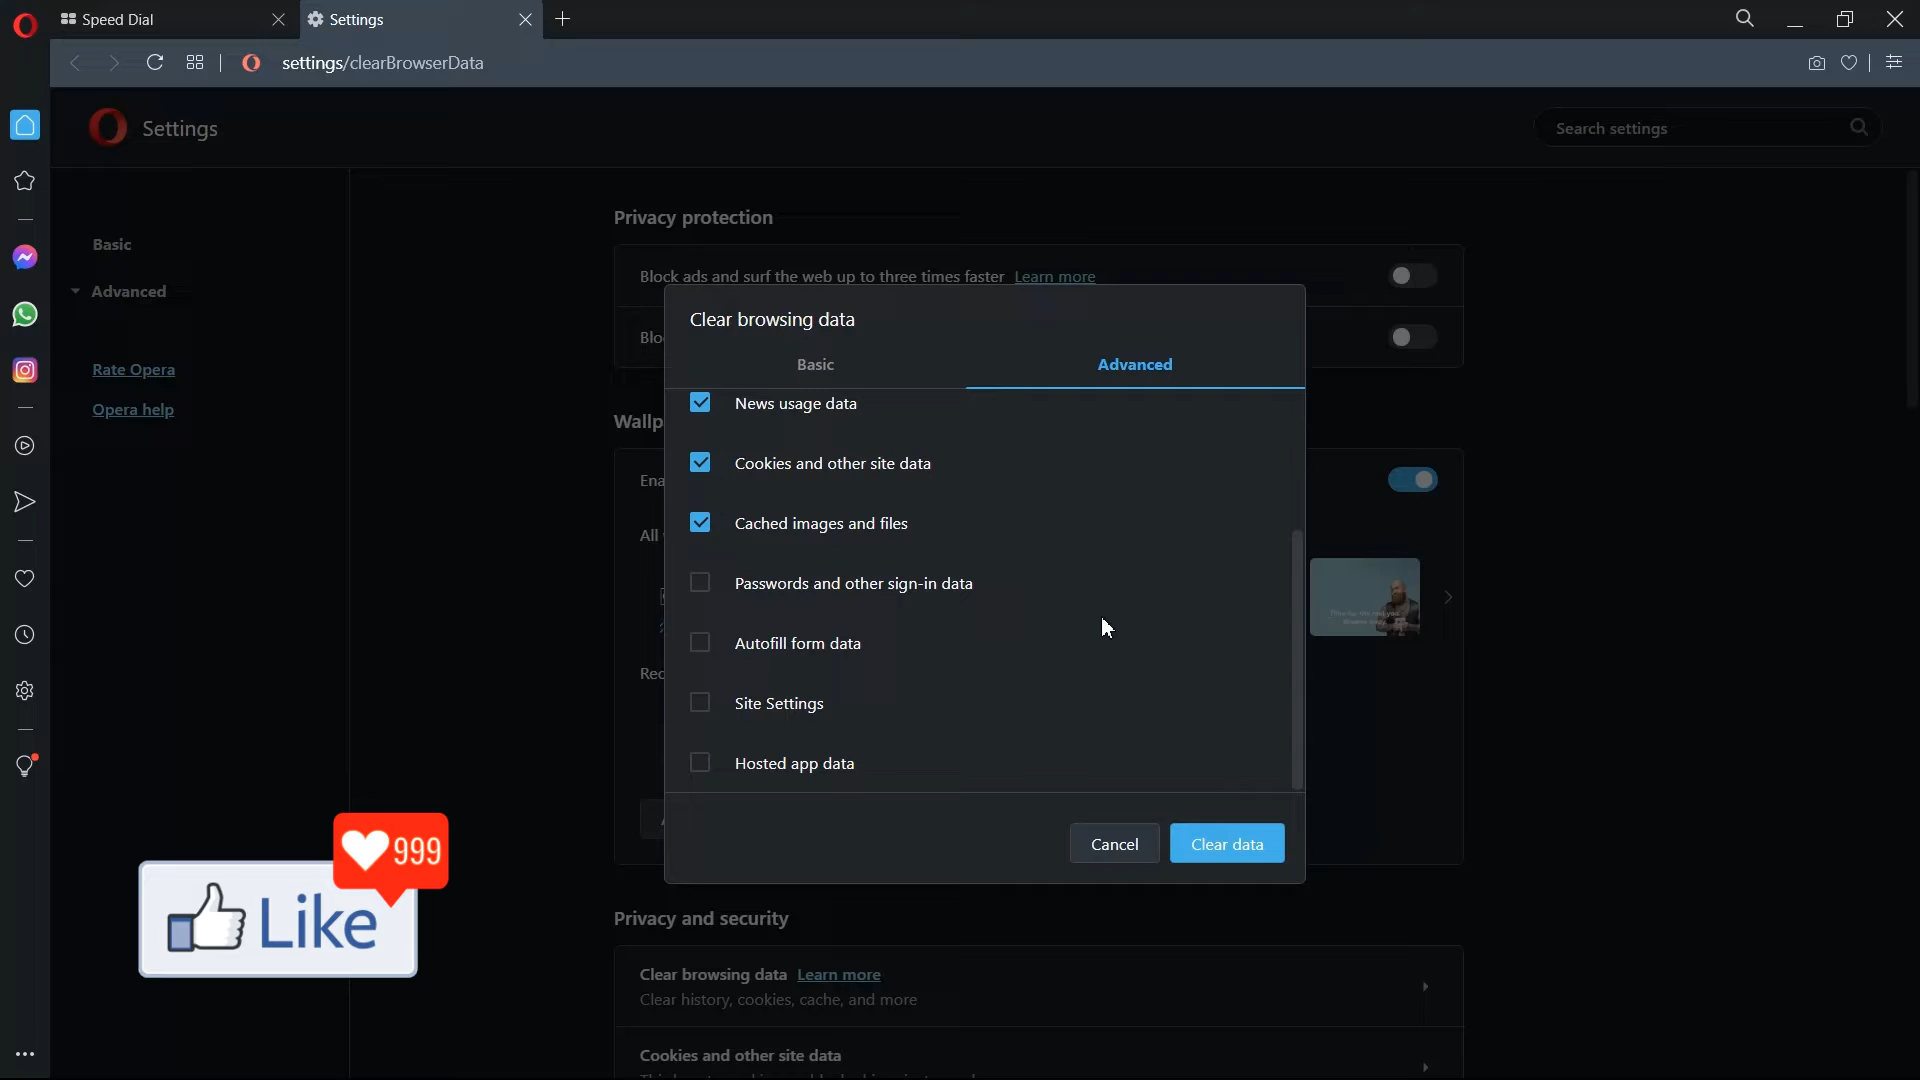 Speed Dial
Settings
settings/clearBrowserData
Settings
Search settings
Basic
Advanced
Rate Opera
Opera help
Privacy protection
Block ads and surf the web up to three times faster Learn more
Clear browsing data
Basic
Advanced
News usage data
Cookies and other site data
Cached images and files
Passwords and other sign-in data
Autofill form data
Site Settings
Hosted app data
Cancel
Clear data
999
Like
Privacy and security
Clear browsing data Learn more
Clear history, cookies, cache, and more
Cookies and other site data